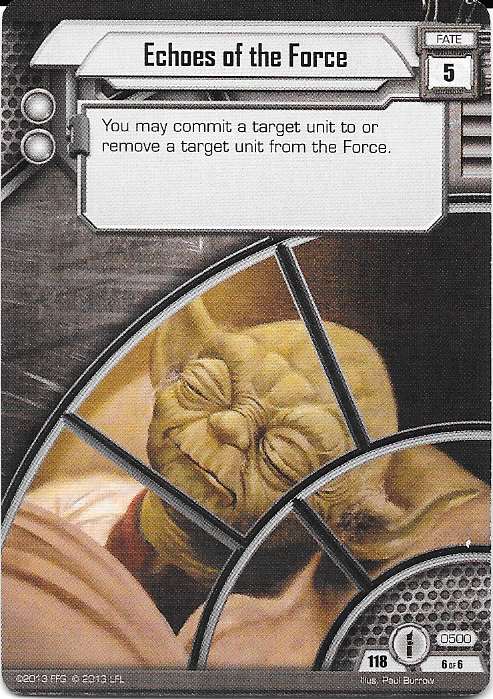 Echoes of the Force
FATE
5
You may commit a target unit to or
remove a target unit from the Force.
118
0500
6 OF 6
©2013 FFG © 2013 LFL
Illus. Paul Burrow